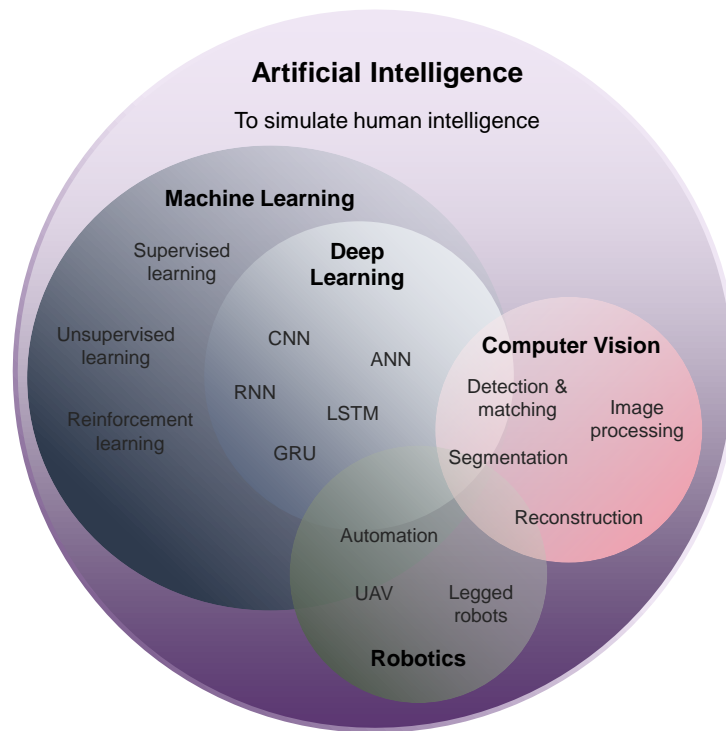 Artificial Intelligence
To simulate human intelligence
Machine Learning
Supervised
learning
Unsupervised
learning
Reinforcement
learning
Deep
Learning
CNN
ANN
RNN
LSTM
GRU
Computer Vision
Detection &
matching
Image
processing
Segmentation
Reconstruction
Automation
UAV
Legged
robots
Robotics